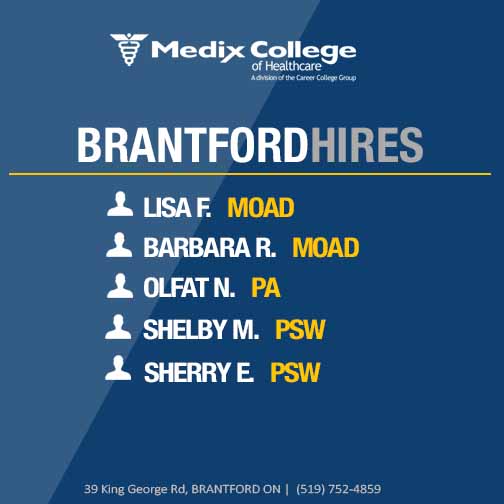 Medix College
of Healthcare
A division of the Career College Group
BRANTFORDHIRES
LISA F. MOAD
BARBARA R. MOAD
OLFAT N. PA
SHELBY M. PSW
SHERRY E. PSW
39 King George Rd, BRANTFORD ON | (519) 752-4859